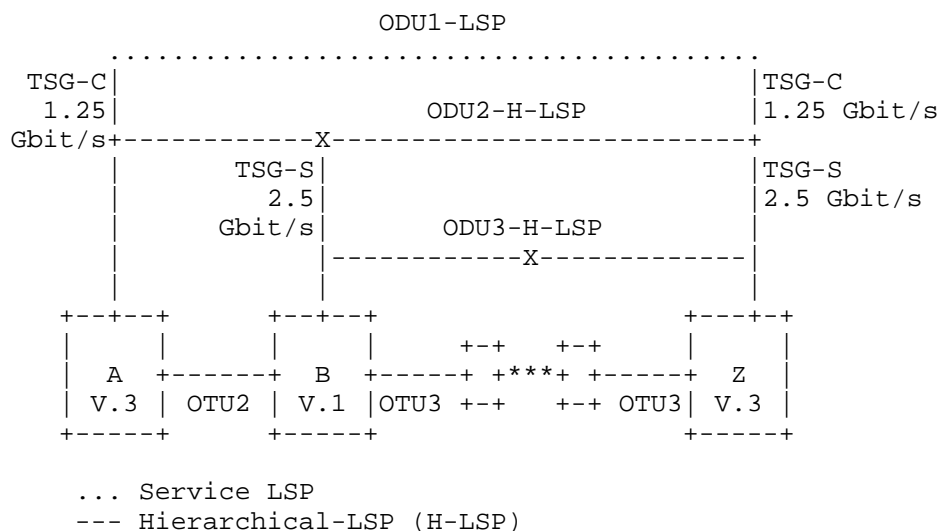 ODU1-LSP
       ..........................................
 TSG-C|                                         |TSG-C
  1.25|                    ODU2-H-LSP           |1.25 Gbit/s
Gbit/s+------------X---------------------------+
      |       TSG-S|                            |TSG-S
      |         2.5|                            |2.5 Gbit/s
      |      Gbit/s|       ODU3-H-LSP           |
      |            |------------X-------------|
      |            |                            |
   +--+--+      +--+--+                     +---+-+
   |     |      |     |     +-+   +-+       |     |
   |  A  +------+  B  +-----+ +***+ +-----+  Z  |
   | V.3 | OTU2 | V.1 |OTU3 +-+   +-+ OTU3| V.3 |
   +-----+      +-----+                     +-----+
... Service LSP
--- Hierarchical-LSP (H-LSP)